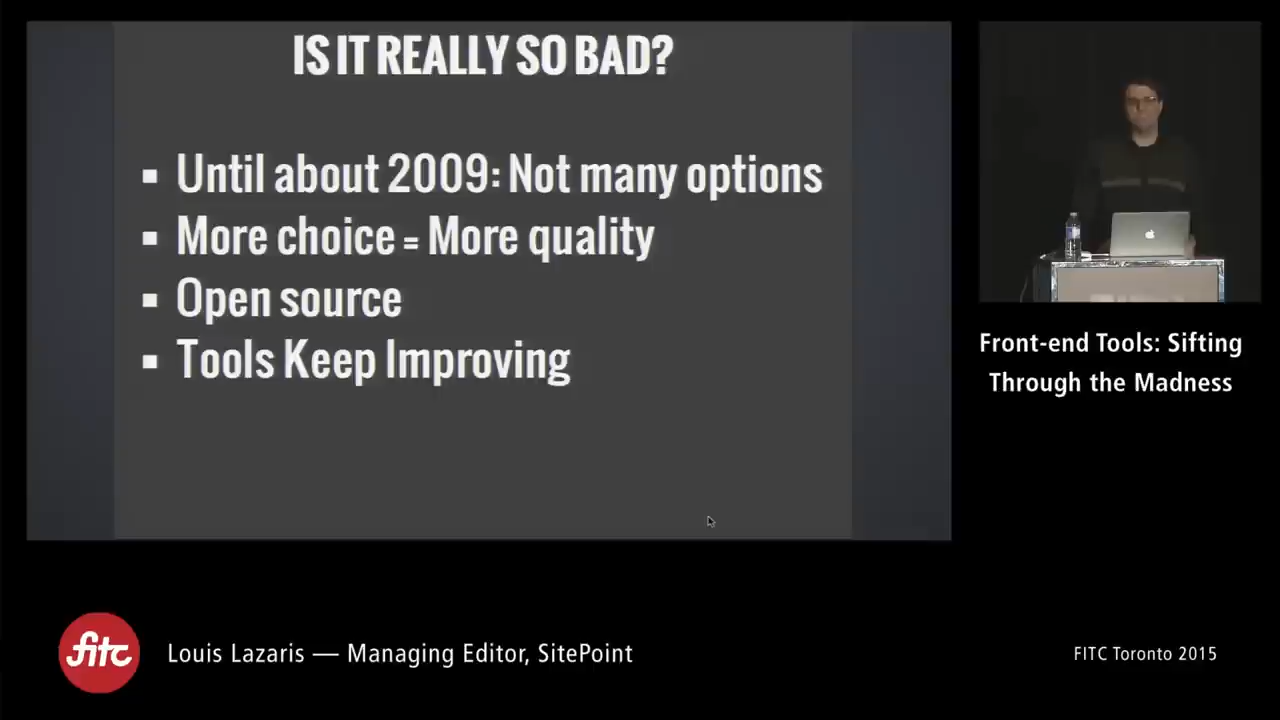 IS IT REALLY SO BAD?
▪ Until about 2009: Not many options
▪ More choice = More quality
▪ Open source
▪ Tools Keep Improving
Front-end Tools: Sifting
Through the Madness
fitc
Louis Lazaris — Managing Editor, SitePoint
FITC Toronto 2015